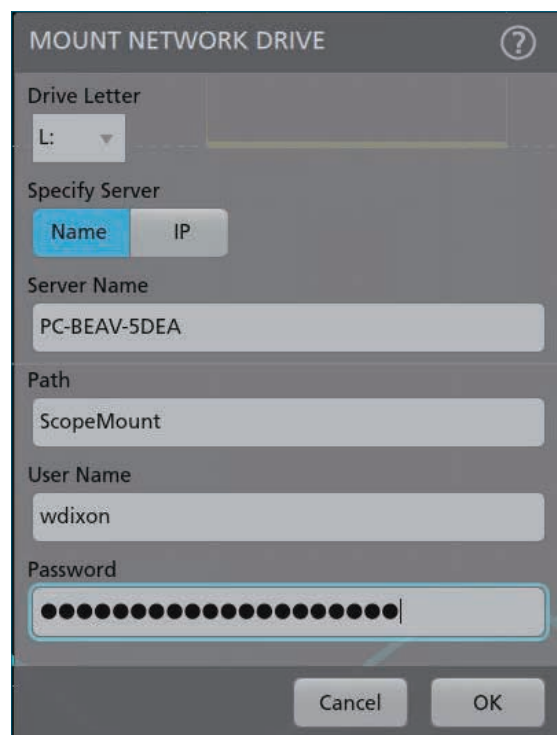 MOUNT NETWORK DRIVE ?
Drive Letter
L:
Specify Server
Name IP
Server Name
PC-BEAV-5DEA
Path
ScopeMount
User Name
wdixon
Password
●●●●●●●●●●●●●●●●●●●●
Cancel OK